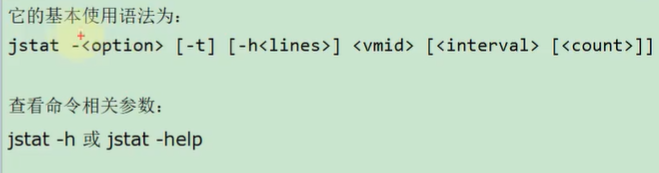 它的基本使用语法为：
jstat -<option> [-t] [-h<lines>] <vmid> [<interval> [<count>]]
查看命令相关参数：
jstat -h 或 jstat -help